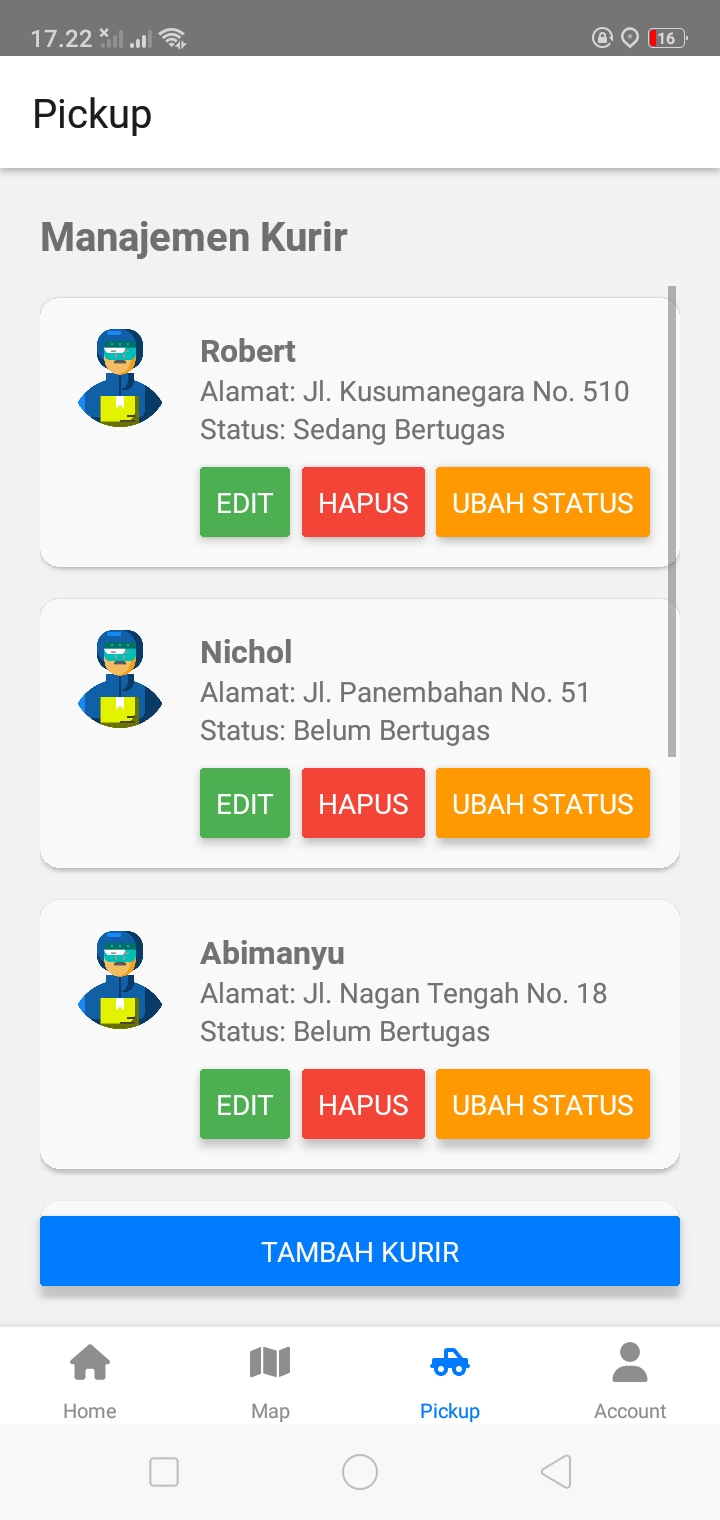 17.22
16
Pickup
Manajemen Kurir
Robert
Alamat: Jl. Kusumanegara No. 510
Status: Sedang Bertugas
EDIT HAPUS UBAH STATUS
Nichol
Alamat: Jl. Panembahan No. 51
Status: Belum Bertugas
EDIT HAPUS UBAH STATUS
Abimanyu
Alamat: Jl. Nagan Tengah No. 18
Status: Belum Bertugas
EDIT HAPUS UBAH STATUS
TAMBAH KURIR
Home Map Pickup Account